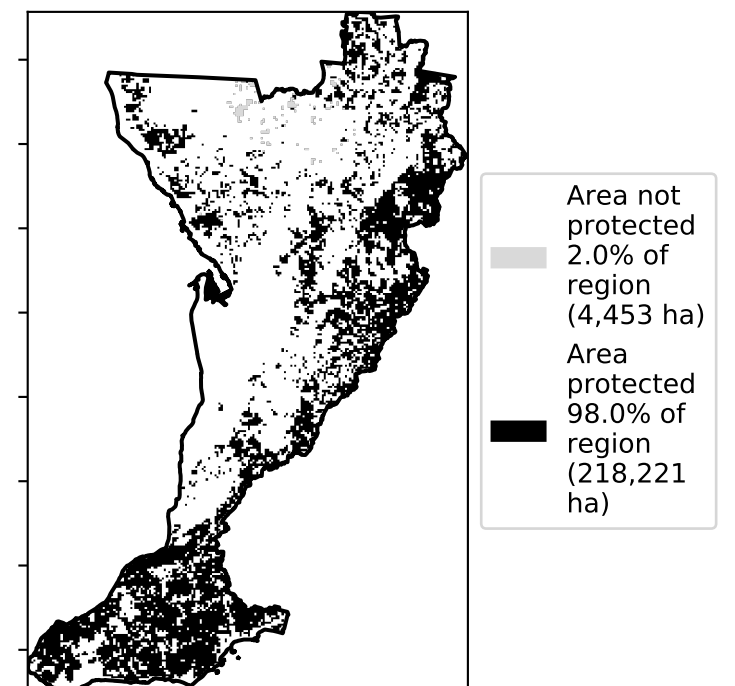 Area not
protected
2.0% of
region
(4,453 ha)
Area
protected
98.0% of
region
(218,221
ha)